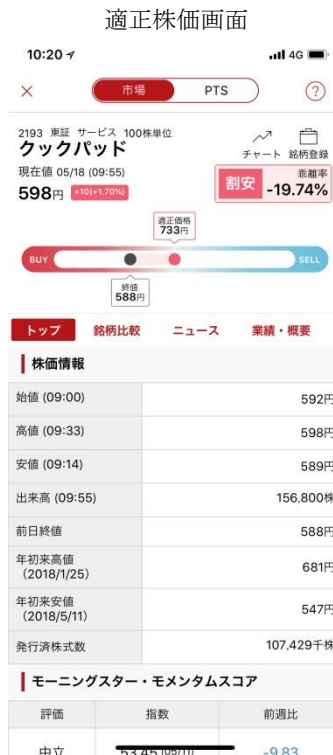 適正株価画面
10:20
4G
×
市場 PTS
?
2193 東証 サービス 100株単位
クックパッド
チャート 銘柄登録
現在値 05/18 (09:55)
598円 +10(+1.70%)
割安
乖離率
-19.74%
適正価格
733円
BUY SELL
終値
588円
トップ 銘柄比較 ニュース 業績・概要
株価情報
始値 (09:00) 592円
高値 (09:33) 598円
安値 (09:14) 589円
出来高 (09:55) 156,800株
前日終値 588円
年初来高値
(2018/1/25) 681円
年初来安値
(2018/5/11) 547円
発行済株式数 107,429千株
モーニングスター・モメンタムスコア
評価 指数 前週比
中立 53.45 (05/11) -9.83